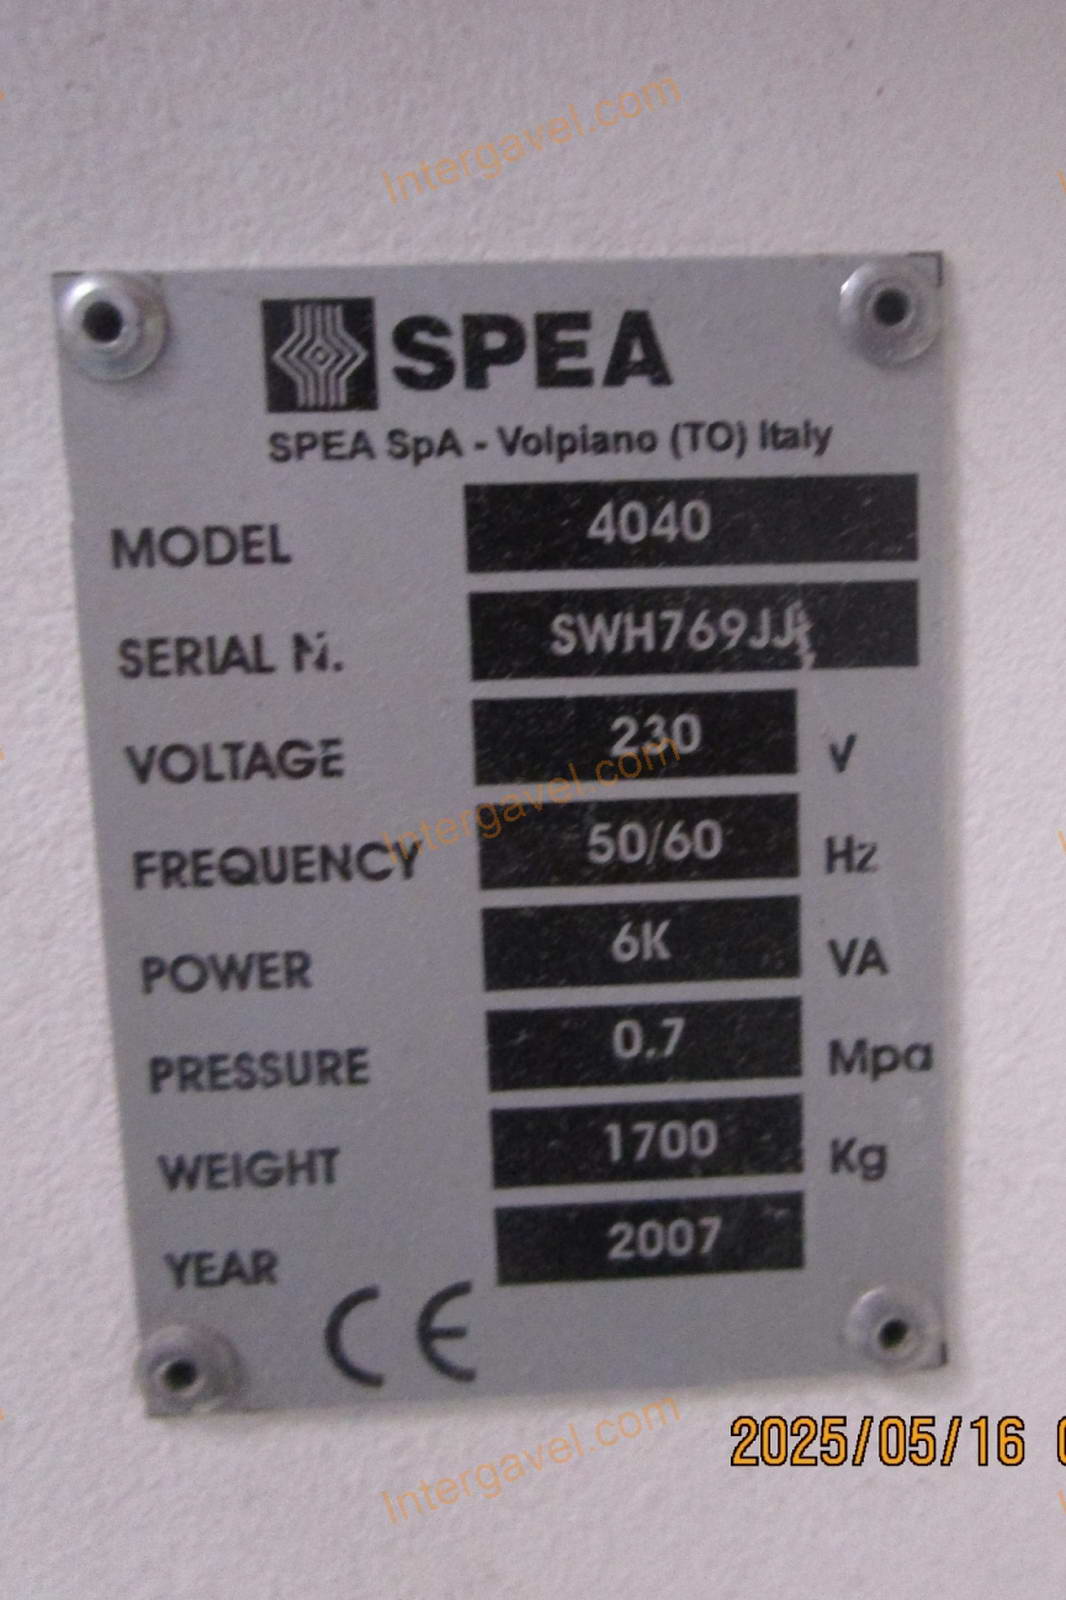 Intergavel.com
SPEA
SPEA SpA - Volpiano (TO) Italy
MODEL 4040
SERIAL N.
VOLTAGE 230 V
Intergavel.com
FREQUENCY 50/60 Hz
POWER 6K VA
PRESSURE 0.7 Mpa
WEIGHT 1700 Kg
YEAR 2007
CE
Intergavel.com
2025/05/16